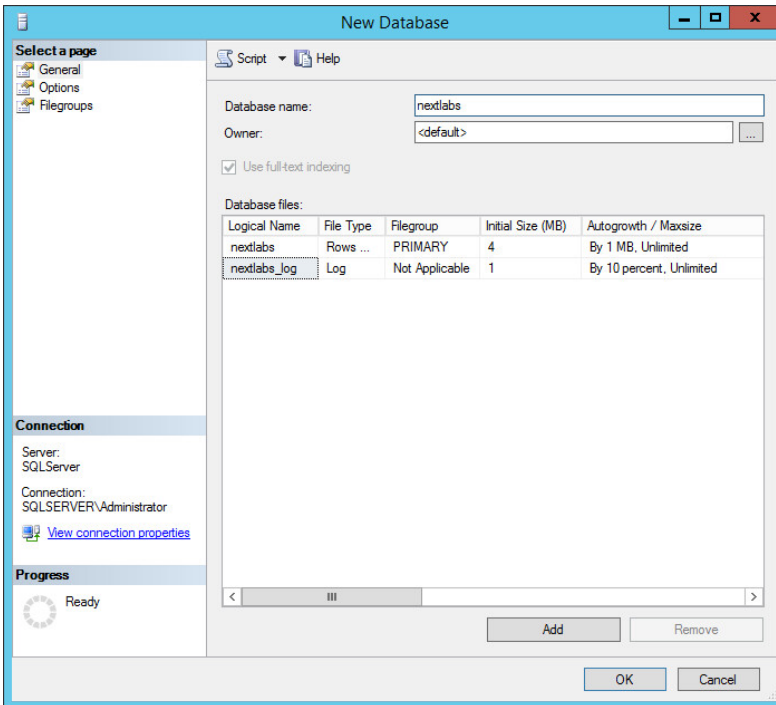 New Database
Select a page
General
Options
Filegroups
Script Help
Database name: nextlabs
Owner: <default> ...
Use full-text indexing
Database files:
Logical Name File Type Filegroup Initial Size (MB) Autogrowth / Maxsize
nextlabs Rows ... PRIMARY 4 By 1 MB, Unlimited
nextlabs_log Log Not Applicable 1 By 10 percent, Unlimited
Connection
Server:
SQLServer
Connection:
SQLSERVER\Administrator
View connection properties
Progress
Ready
Add Remove
OK Cancel